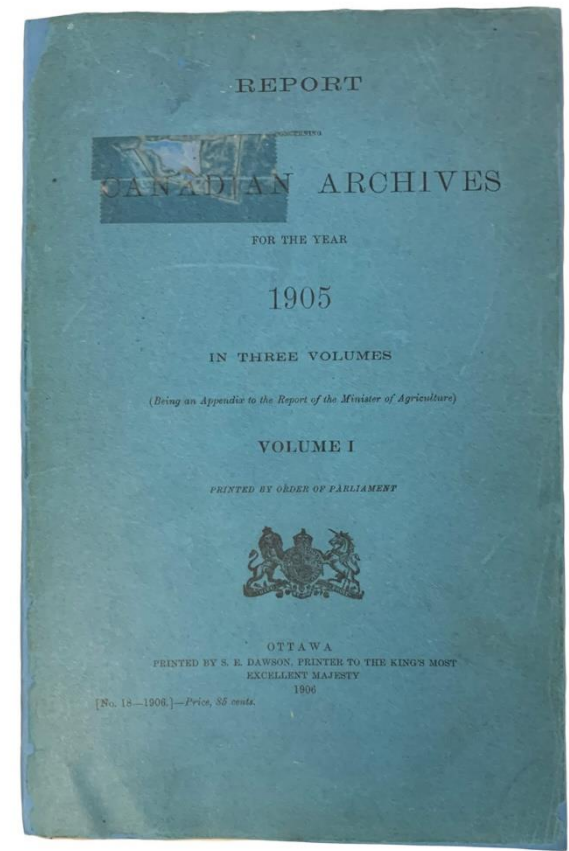 REPORT
CONCERNING
CANADIAN ARCHIVES
FOR THE YEAR
1905
IN THREE VOLUMES
(Being an Appendix to the Report of the Minister of Agriculture)
VOLUME I
PRINTED BY ORDER OF PARLIAMENT
OTTAWA
PRINTED BY S. E. DAWSON, PRINTER TO THE KING'S MOST
EXCELLENT MAJESTY
1906
[No. 18—1906.]—Price, 85 cents.